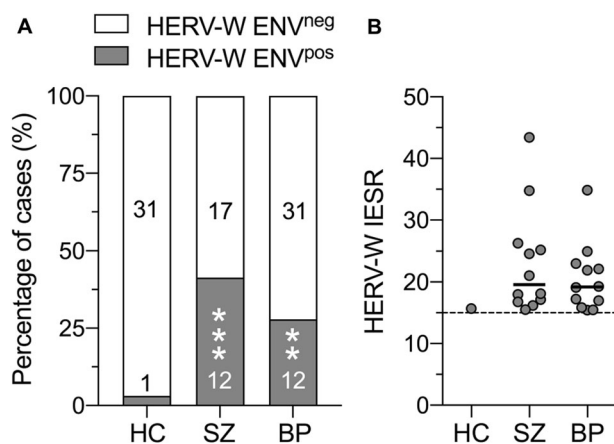 A
HERV-W ENVneg
HERV-W ENVpos
Percentage of cases (%)
100
75
50
25
0
31
17
31
1
***
12
**
12
HC
SZ
BP
B
HERV-W IESR
50
40
30
20
10
0
HC
SZ
BP